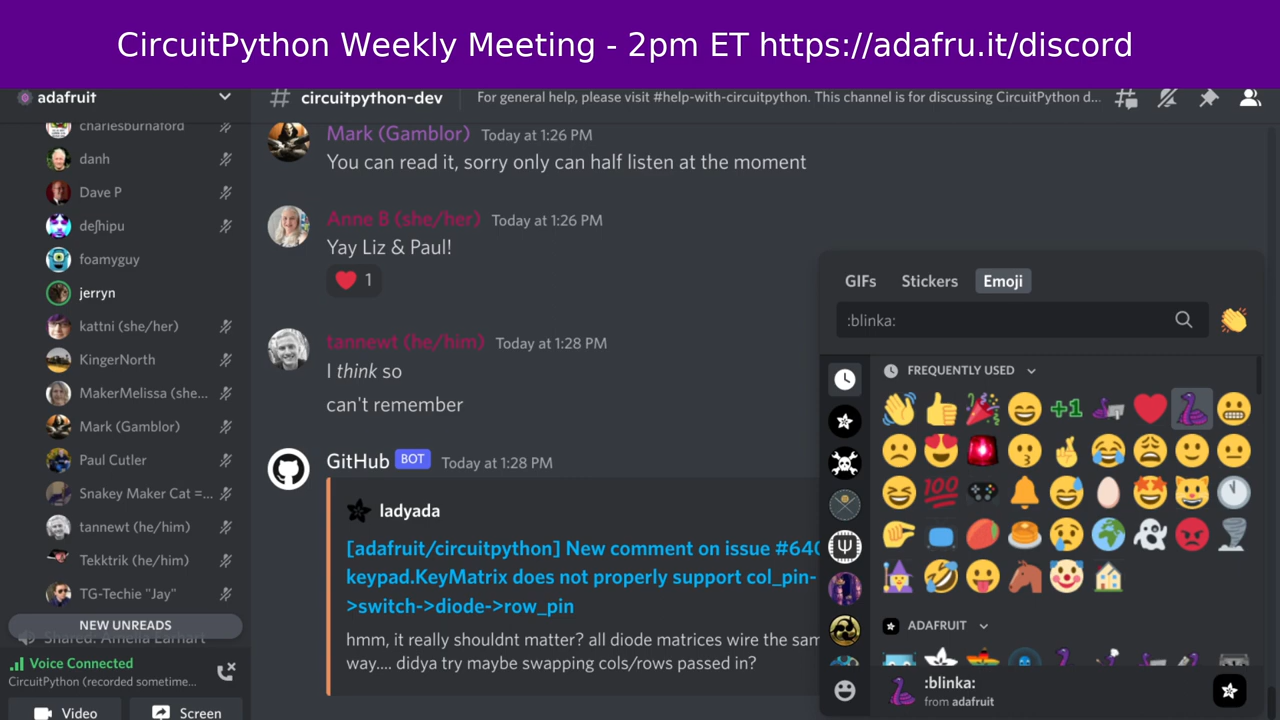 CircuitPython Weekly Meeting - 2pm ET https://adafru.it/discord
adafruit
charlesburnaford
danh
Dave P
deʃhipu
foamyguy
jerryn
kattni (she/her)
KingerNorth
MakerMelissa (she...
Mark (Gamblor)
Paul Cutler
Snakey Maker Cat =...
tannewt (he/him)
Tekktrik (he/him)
TG-Techie "Jay"
NEW UNREADS
Shared: Amelia Earhart
Voice Connected
CircuitPython (recorded sometime...
Video
Screen
# circuitpython-dev
For general help, please visit #help-with-circuitpython. This channel is for discussing CircuitPython d...
Mark (Gamblor) Today at 1:26 PM
You can read it, sorry only can half listen at the moment
Anne B (she/her) Today at 1:26 PM
Yay Liz & Paul!
1
tannewt (he/him) Today at 1:28 PM
I think so
can't remember
GitHub BOT Today at 1:28 PM
ladyada
[adafruit/circuitpython] New comment on issue #640
keypad.KeyMatrix does not properly support col_pin-
>switch->diode->row_pin
hmm, it really shouldnt matter? all diode matrices wire the sam
way.... didya try maybe swapping cols/rows passed in?
GIFs Stickers Emoji
:blinka:
FREQUENTLY USED
+1
100
ADAFRUIT
:blinka:
from adafruit